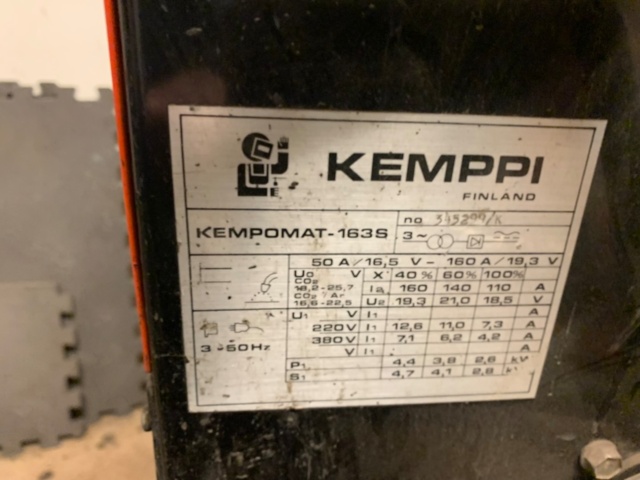 KEMPPI
FINLAND
KEMPOMAT-163S
no
3~
50 A/16,5 V - 160 A/19,3 V
U₀ V X 40% 60% 100%
CO₂
18,2-25,7 I₂ 160 140 110 A
CO₂/Ar
16,6-22,5 U₂ 19,3 21,0 18,5 V
U₁ V I₁ A
220V I₁ 12,6 11,0 7,3 A
380V I₁ 7,1 6,2 4,2 A
V I₁ A
3~50Hz
P₁ 4,4 3,8 2,6
S₁ 4,7 4,1 2,8